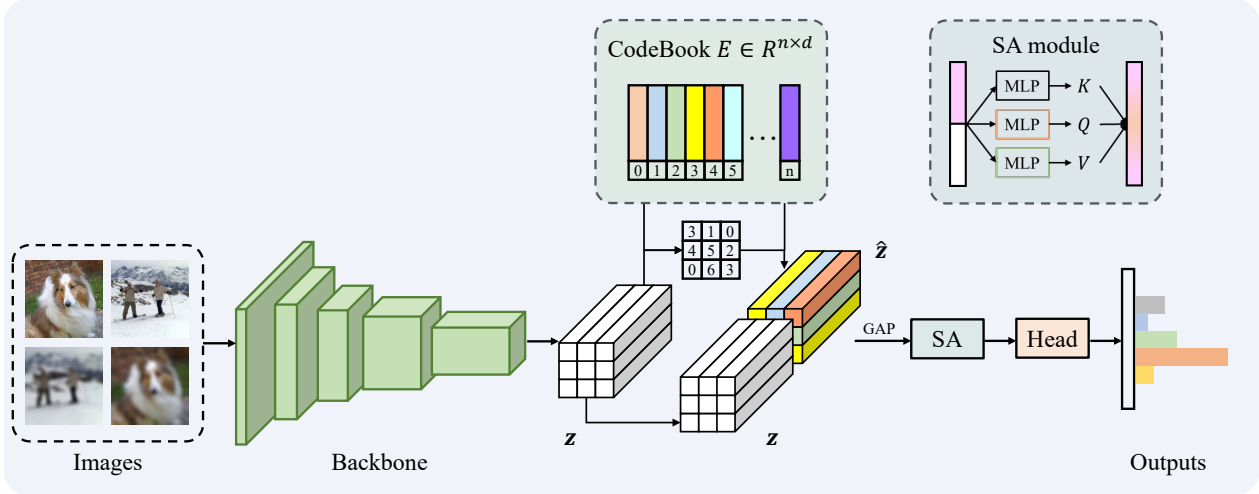 CodeBook E ∈ R^{n×d}
0 1 2 3 4 5 ... n
SA module
MLP K
MLP Q
MLP V
3 1 0
4 5 2
0 6 3
ẑ
GAP
SA
Head
z
z
Images
Backbone
Outputs